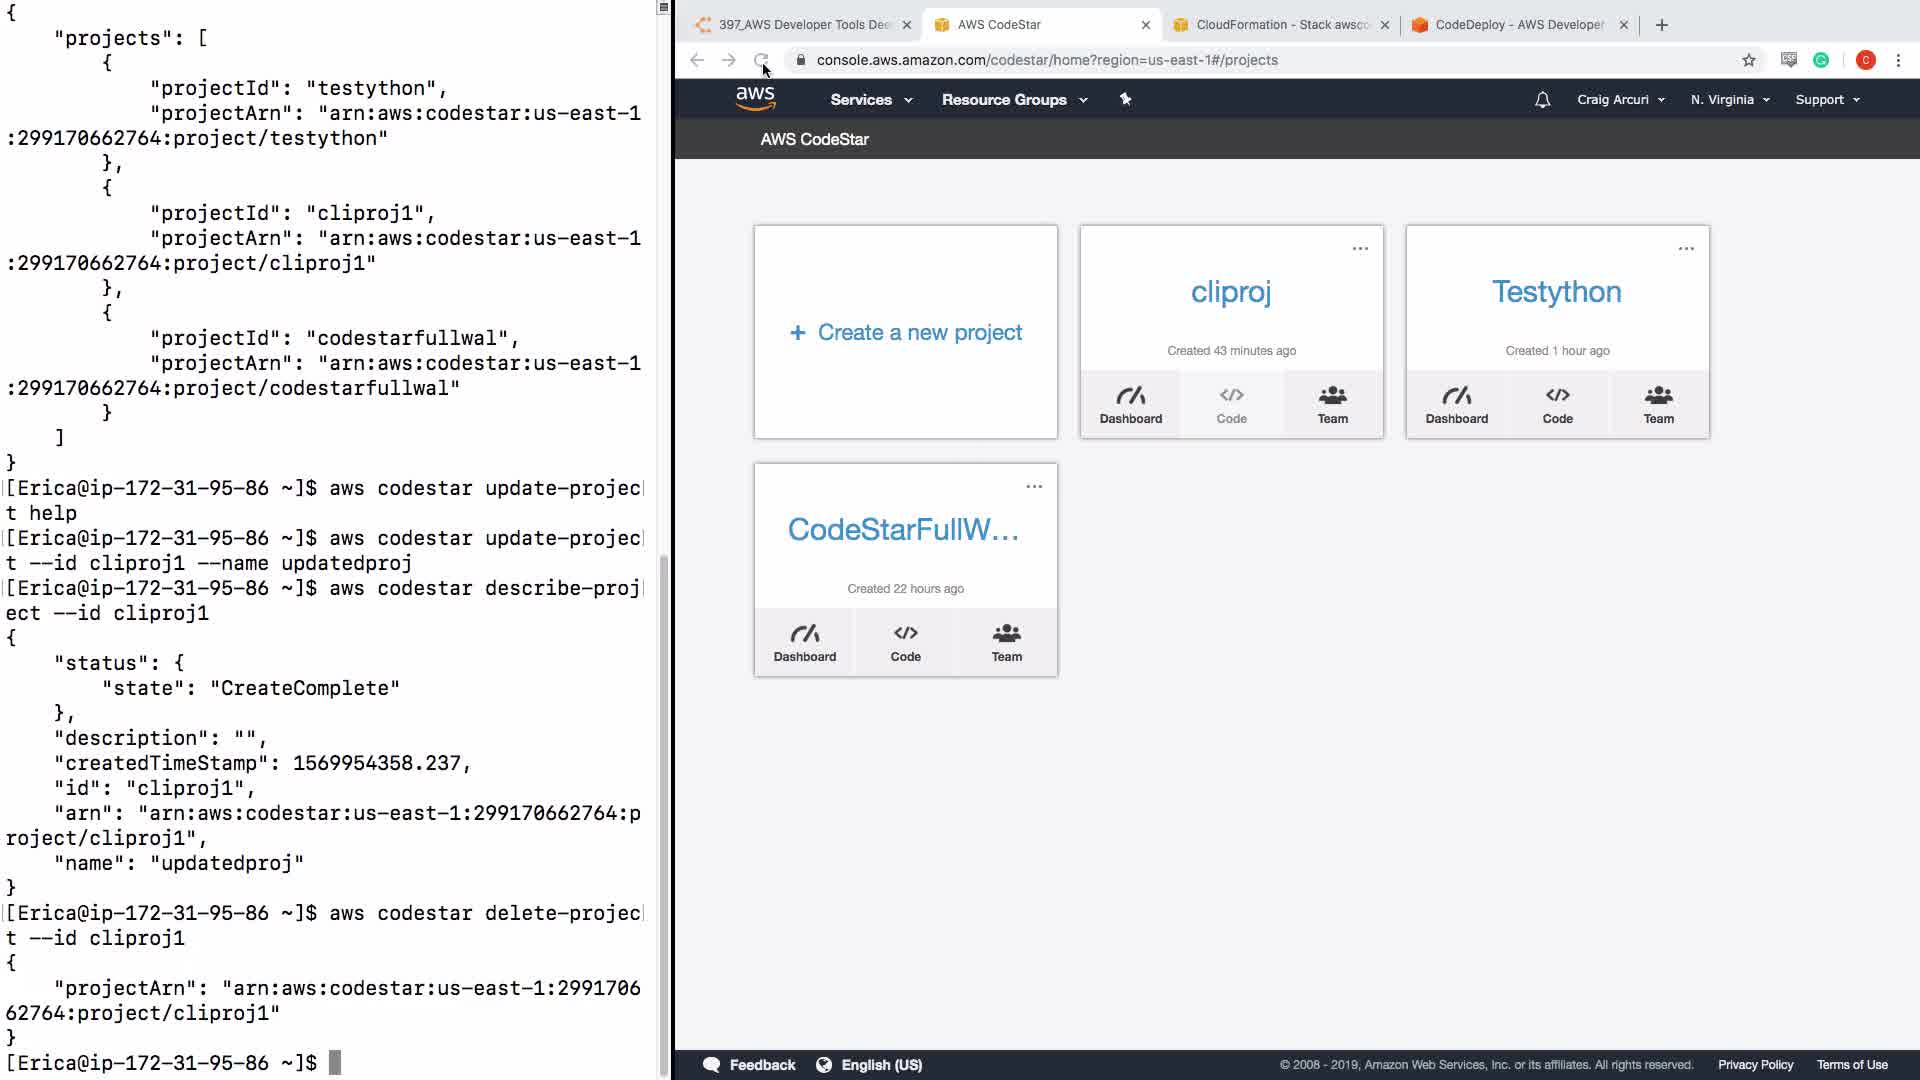 {
    "projects": [
        {
            "projectId": "testython",
            "projectArn": "arn:aws:codestar:us-east-1
:299170662764:project/testython"
        },
        {
            "projectId": "cliproj1",
            "projectArn": "arn:aws:codestar:us-east-1
:299170662764:project/cliproj1"
        },
        {
            "projectId": "codestarfullwal",
            "projectArn": "arn:aws:codestar:us-east-1
:299170662764:project/codestarfullwal"
        }
    ]
}
[Erica@ip-172-31-95-86 ~]$ aws codestar update-projec
t help
[Erica@ip-172-31-95-86 ~]$ aws codestar update-projec
t --id cliproj1 --name updatedproj
[Erica@ip-172-31-95-86 ~]$ aws codestar describe-proj
ect --id cliproj1
{
    "status": {
        "state": "CreateComplete"
    },
    "description": "",
    "createdTimeStamp": 1569954358.237,
    "id": "cliproj1",
    "arn": "arn:aws:codestar:us-east-1:299170662764:p
roject/cliproj1",
    "name": "updatedproj"
}
[Erica@ip-172-31-95-86 ~]$ aws codestar delete-projec
t --id cliproj1
{
    "projectArn": "arn:aws:codestar:us-east-1:2991706
62764:project/cliproj1"
}
[Erica@ip-172-31-95-86 ~]$
397_AWS Developer Tools Dee
AWS CodeStar
CloudFormation - Stack awsco
CodeDeploy - AWS Developer
console.aws.amazon.com/codestar/home?region=us-east-1#/projects
C
aws
Services
Resource Groups
Craig Arcuri
N. Virginia
Support
AWS CodeStar
+ Create a new project
cliproj
Created 43 minutes ago
Dashboard
Code
Team
Testython
Created 1 hour ago
Dashboard
Code
Team
CodeStarFullW...
Created 22 hours ago
Dashboard
Code
Team
Feedback
English (US)
© 2008 - 2019, Amazon Web Services, Inc. or its affiliates. All rights reserved.
Privacy Policy
Terms of Use